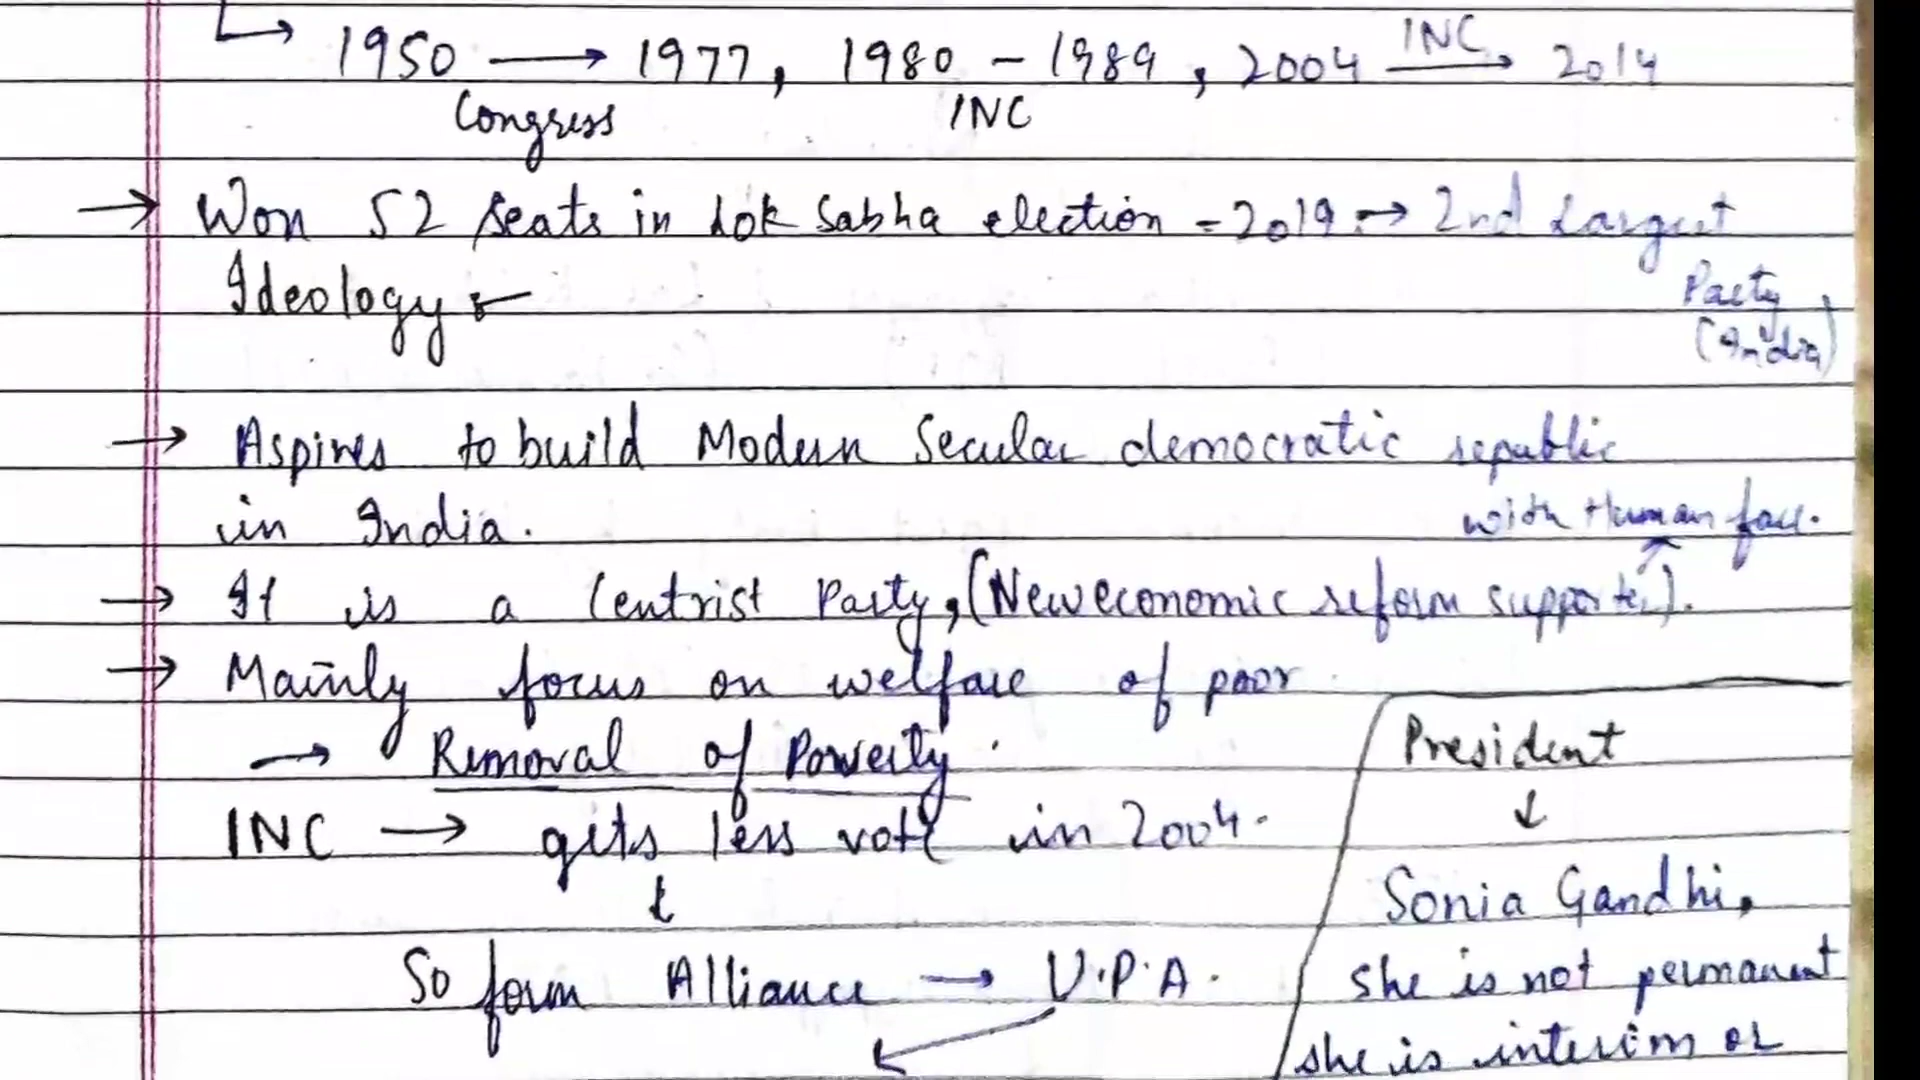 ↳ 1950 → 1977, 1980 - 1989, 2004 INC→ 2014
Congress INC
→ Won 52 seats in Lok Sabha election - 2019 → 2nd Largest
Party
(India)
Ideology
→ Aspires to build Modern Secular democratic republic
in India.
with Human face.
→ It is a Centrist Party, (New economic reform supporter).
→ Mainly focus on welfare of poor
→ Removal of Poverty.
INC → gets less vote in 2004.
↓
So form Alliance → U.P.A.
President
↓
Sonia Gandhi,
she is not permanent
she is interim or